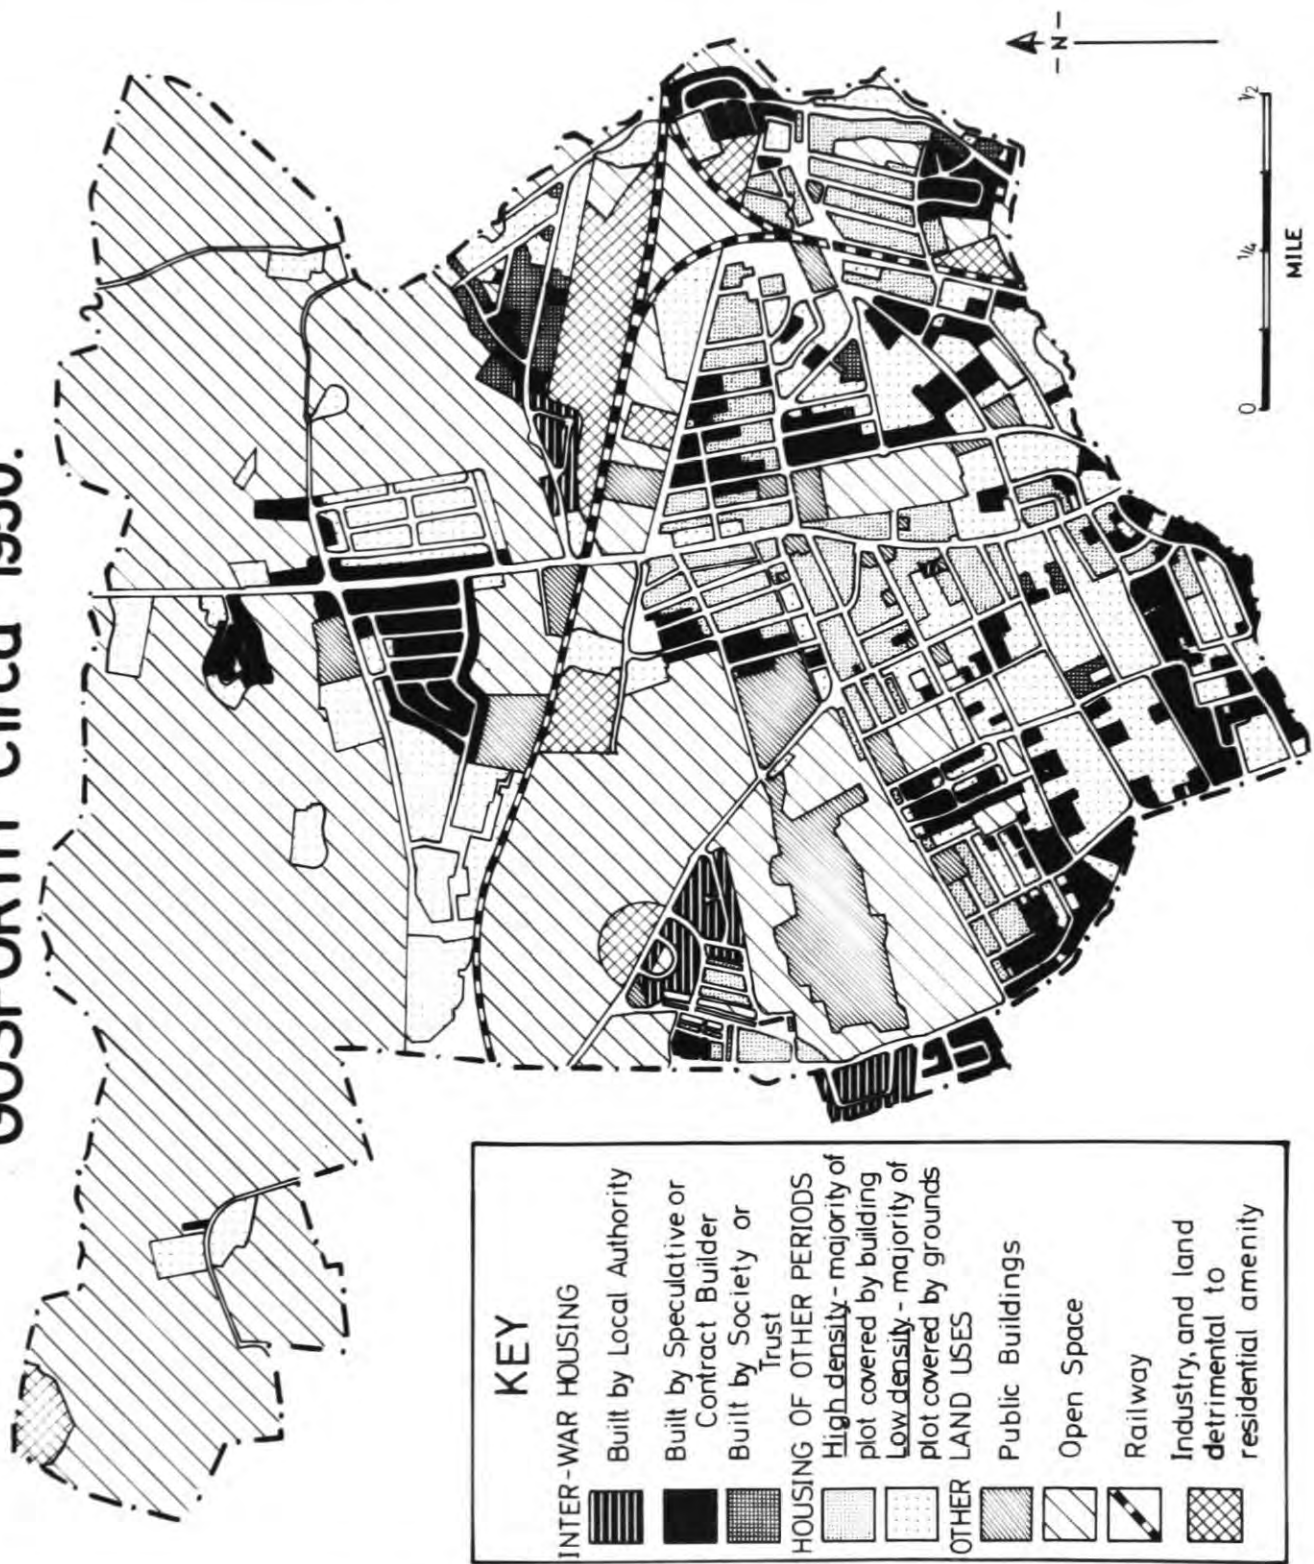 GOSFORTH circa 1950.
KEY
INTER-WAR HOUSING
Built by Local Authority
Built by Speculative or
Contract Builder
Built by Society or
Trust
HOUSING OF OTHER PERIODS
High density - majority of
plot covered by building
Low density - majority of
plot covered by grounds
OTHER LAND USES
Public Buildings
Open Space
Railway
Industry, and land
detrimental to
residential amenity
0 1/4 1/2
MILE
-N-